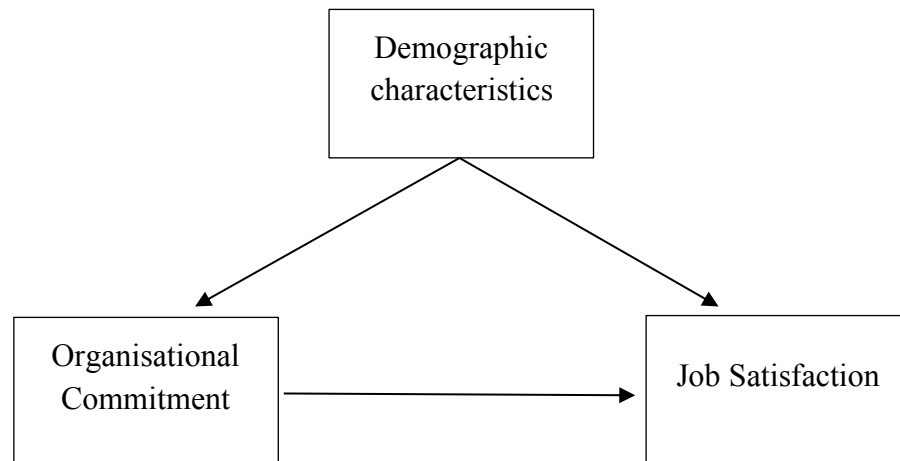 Demographic
characteristics
Organisational
Commitment
Job Satisfaction